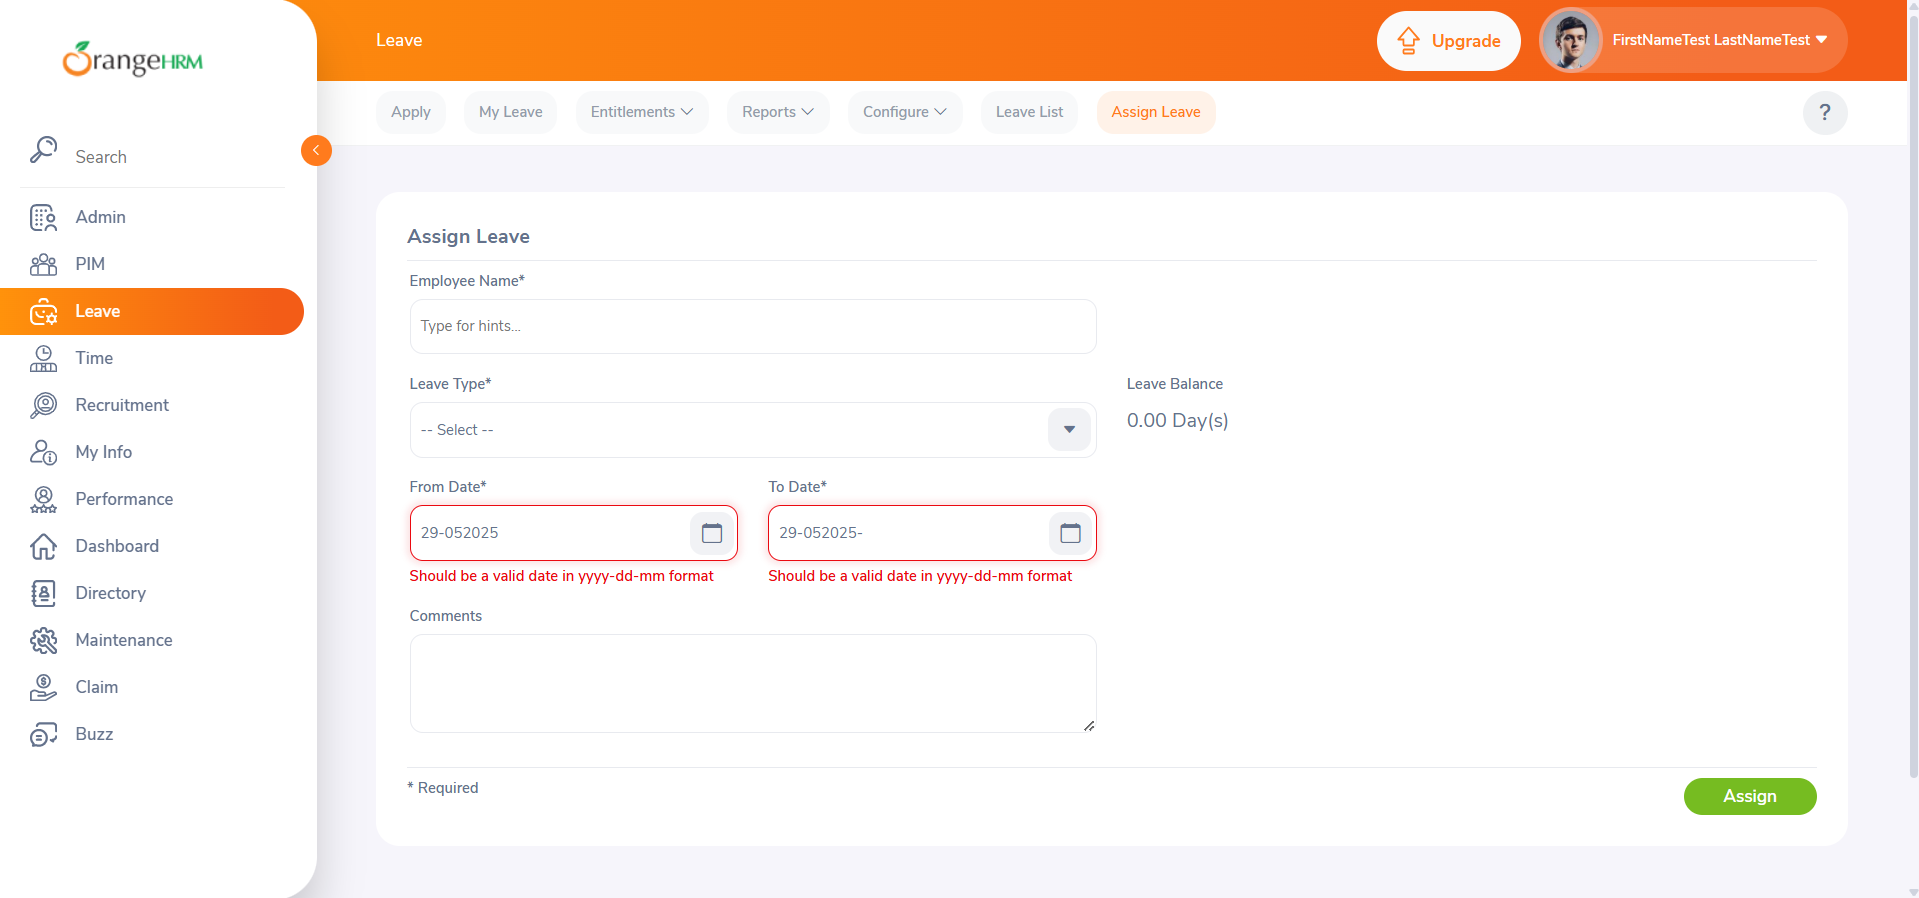 OrangeHRM
Leave
Upgrade
FirstNameTest LastNameTest
Apply
My Leave
Entitlements
Reports
Configure
Leave List
Assign Leave
?
Search
Admin
PIM
Leave
Time
Recruitment
My Info
Performance
Dashboard
Directory
Maintenance
Claim
Buzz
Assign Leave
Employee Name*
Type for hints...
Leave Type*
Leave Balance
-- Select --
0.00 Day(s)
From Date*
To Date*
29-052025
29-052025-
Should be a valid date in yyyy-dd-mm format
Should be a valid date in yyyy-dd-mm format
Comments
* Required
Assign